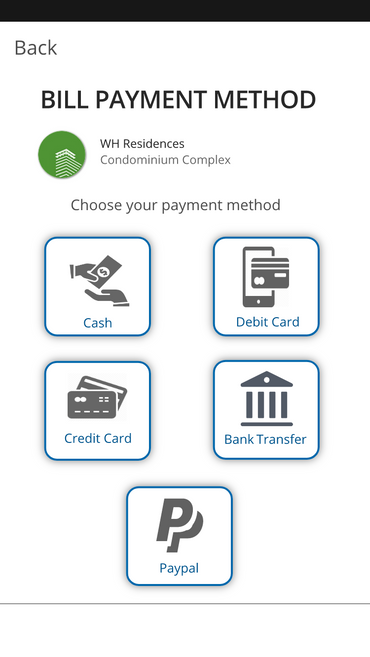 Back
BILL PAYMENT METHOD
WH Residences
Condominium Complex
Choose your payment method
Cash
Debit Card
Credit Card
Bank Transfer
Paypal